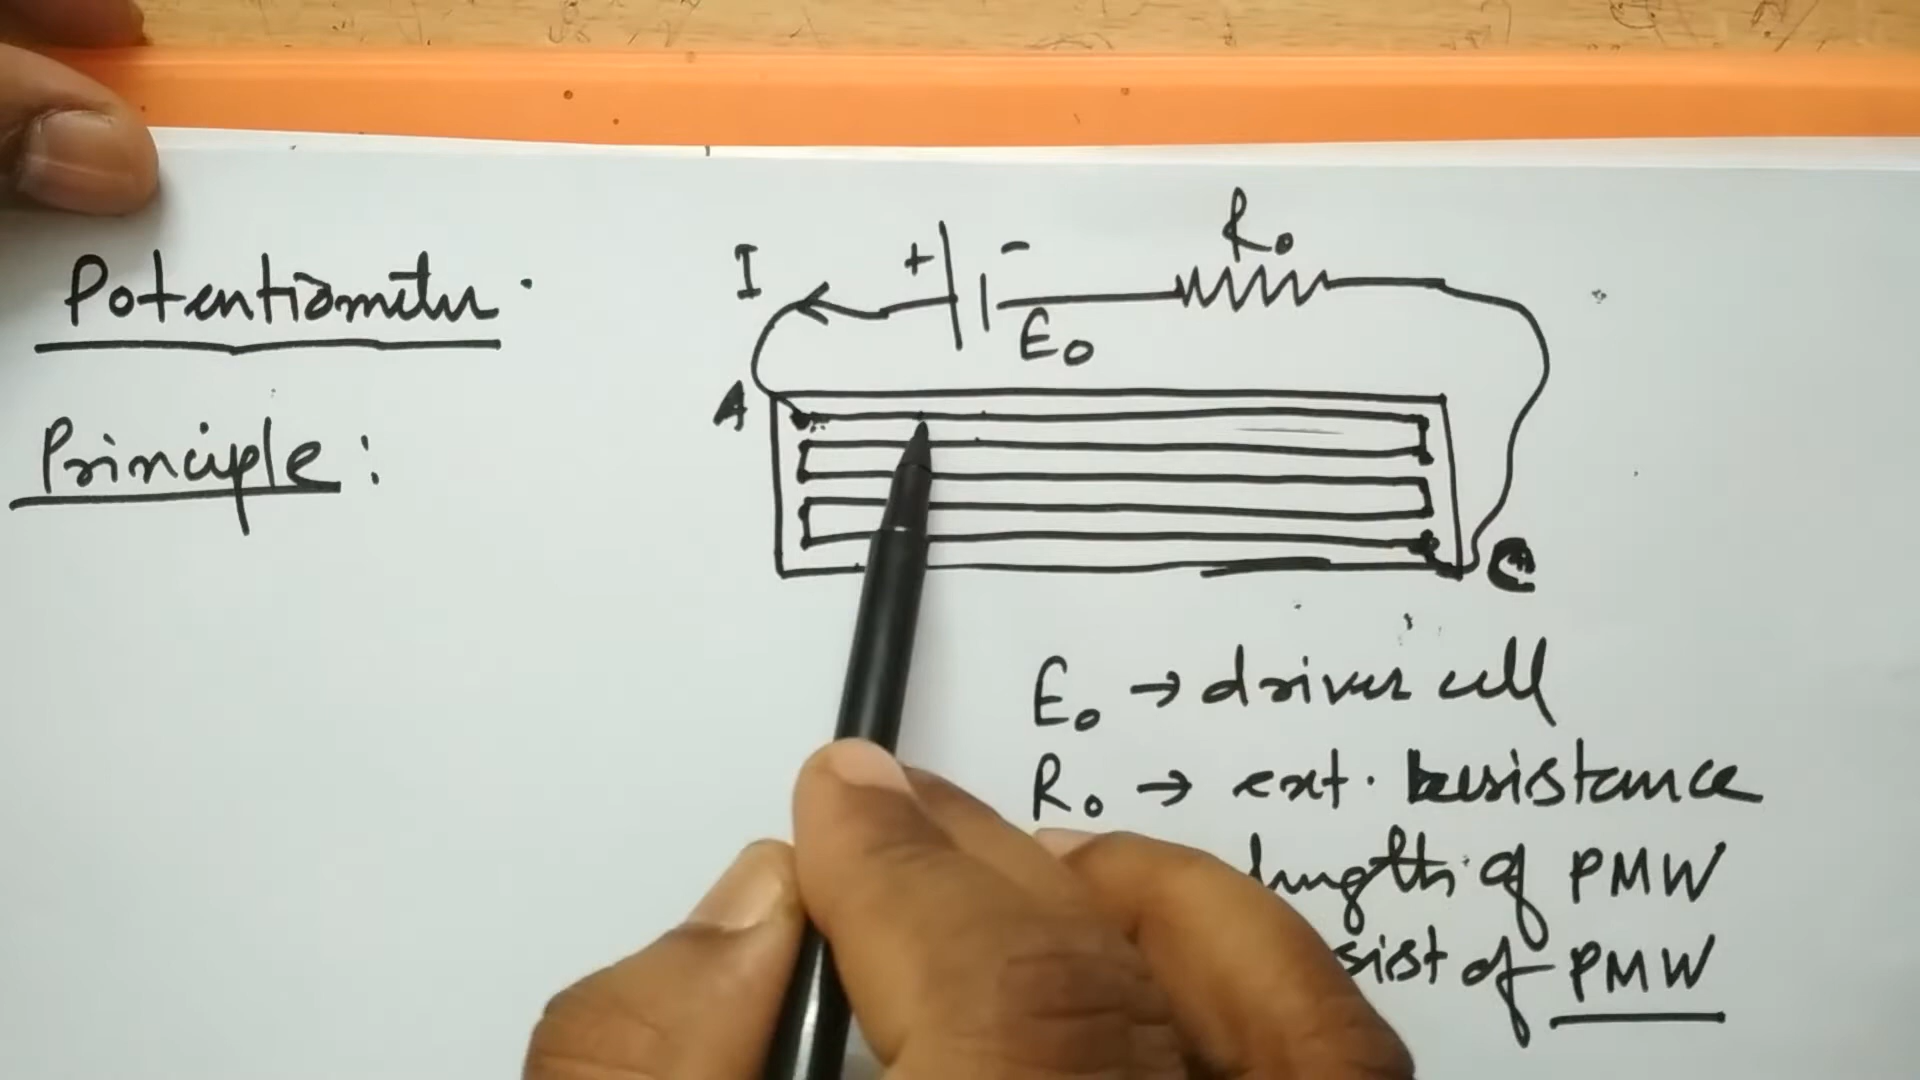 Potentiometer.
Principle:
I
+
-
E₀
R₀
A
C
E₀ → driver cell
R₀ → ext. resistance
length of PMW
of PMW